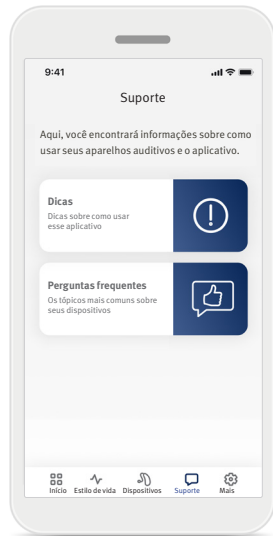 9:41
Suporte
Aqui, você encontrará informações sobre como
usar seus aparelhos auditivos e o aplicativo.
Dicas
Dicas sobre como usar
esse aplicativo
Perguntas frequentes
Os tópicos mais comuns sobre
seus dispositivos
Início Estilo de vida Dispositivos Suporte Mais